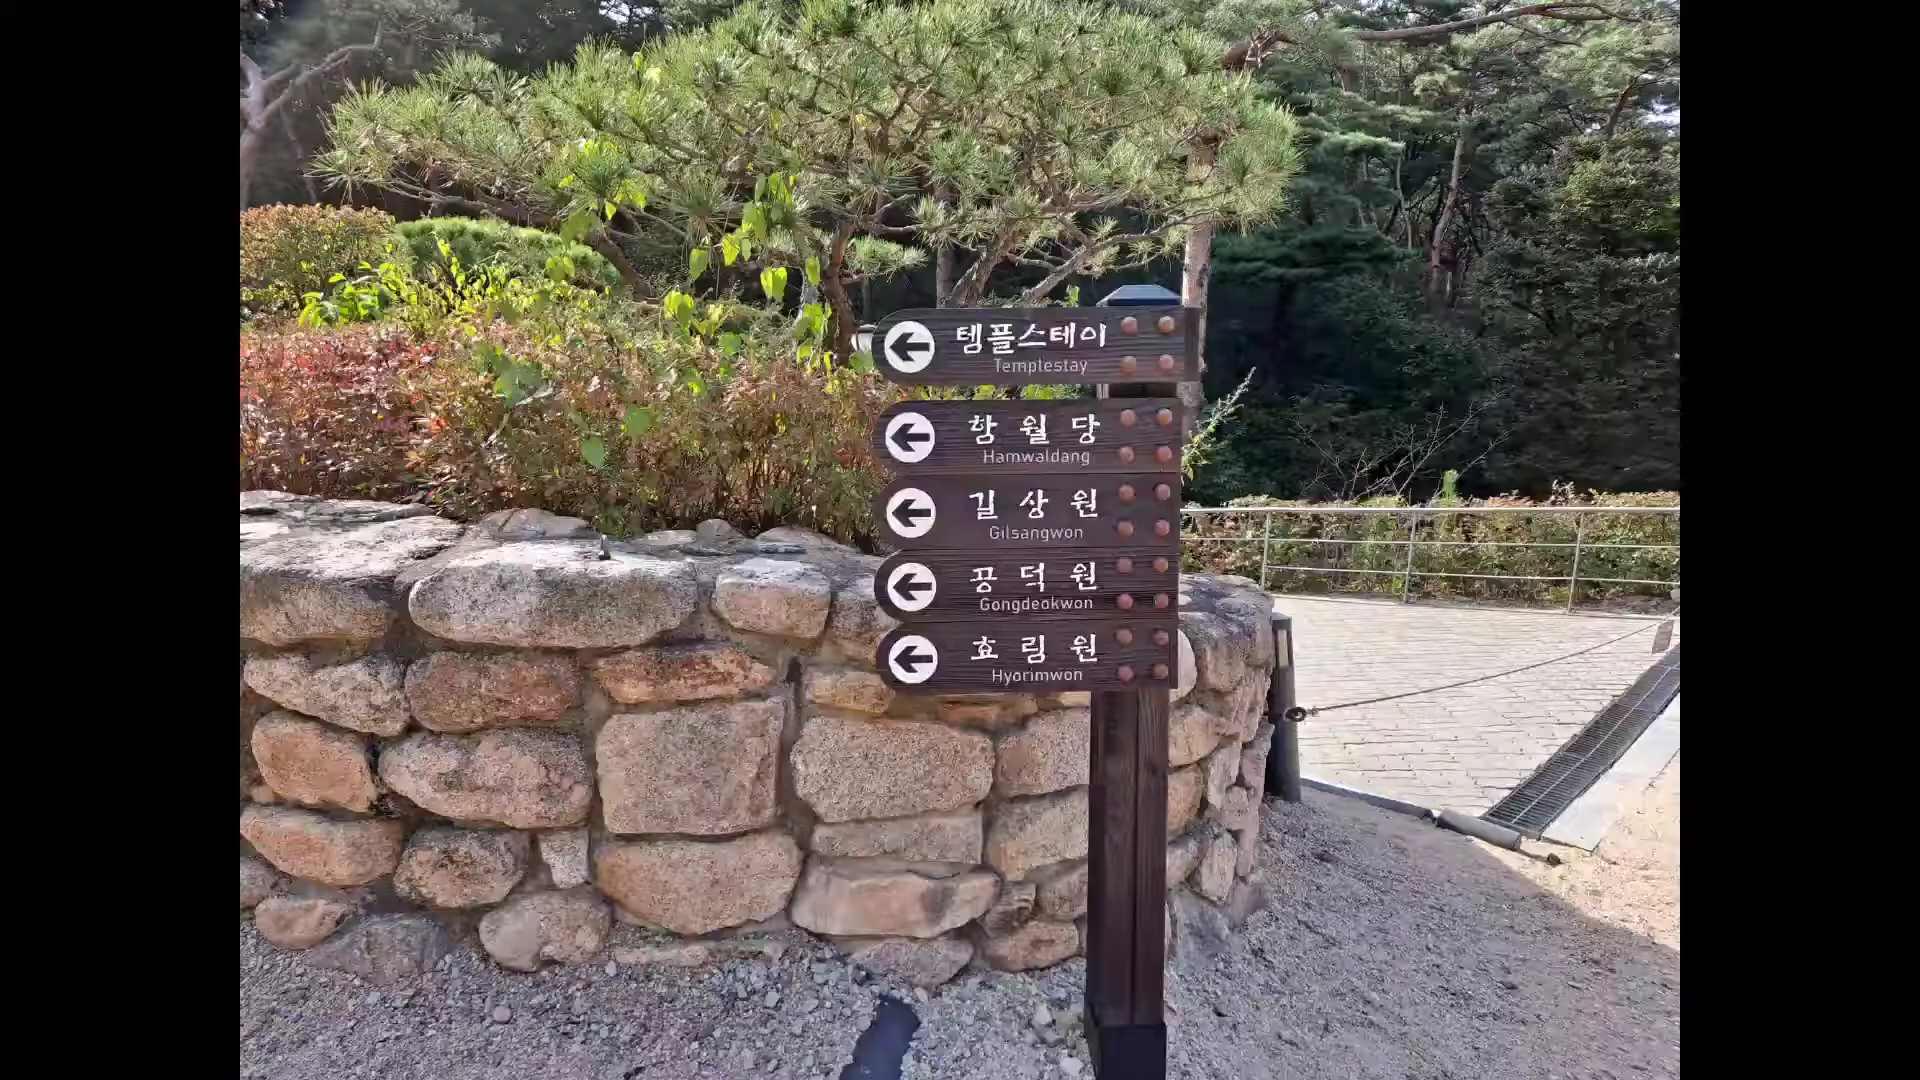 템플스테이
Templestay
함 월 당
Hamwaldang
길 상 원
Gilsangwon
공 덕 원
Gongdeokwon
효 림 원
Hyorimwon